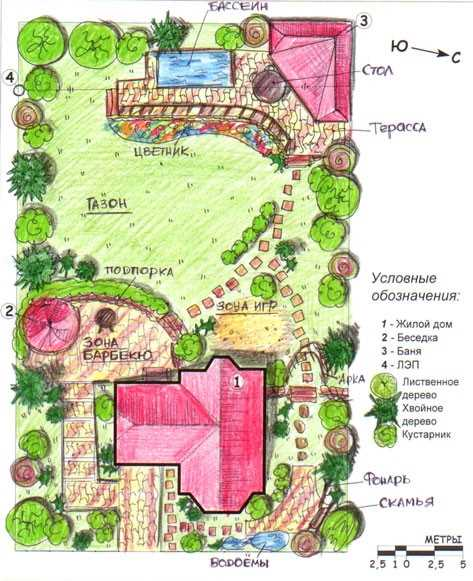 БАССЕЙН
3
Ю
С
СТОЛ
4
Терасса
ЦВЕТНИК
ГАЗОН
ПОДПОРКА
ЗОНА ИГР
2
ЗОНА
БАРБЕКЮ
1
АРКА
Условные
обозначения:
1 - Жилой дом
2 - Беседка
3 - Баня
4 - ЛЭП
Лиственное
дерево
Хвойное
дерево
Кустарник
ФОНАРЬ
СКАМЬЯ
ВОДОЁМЫ
МЕТРЫ
2,5 1 0 2,5 5